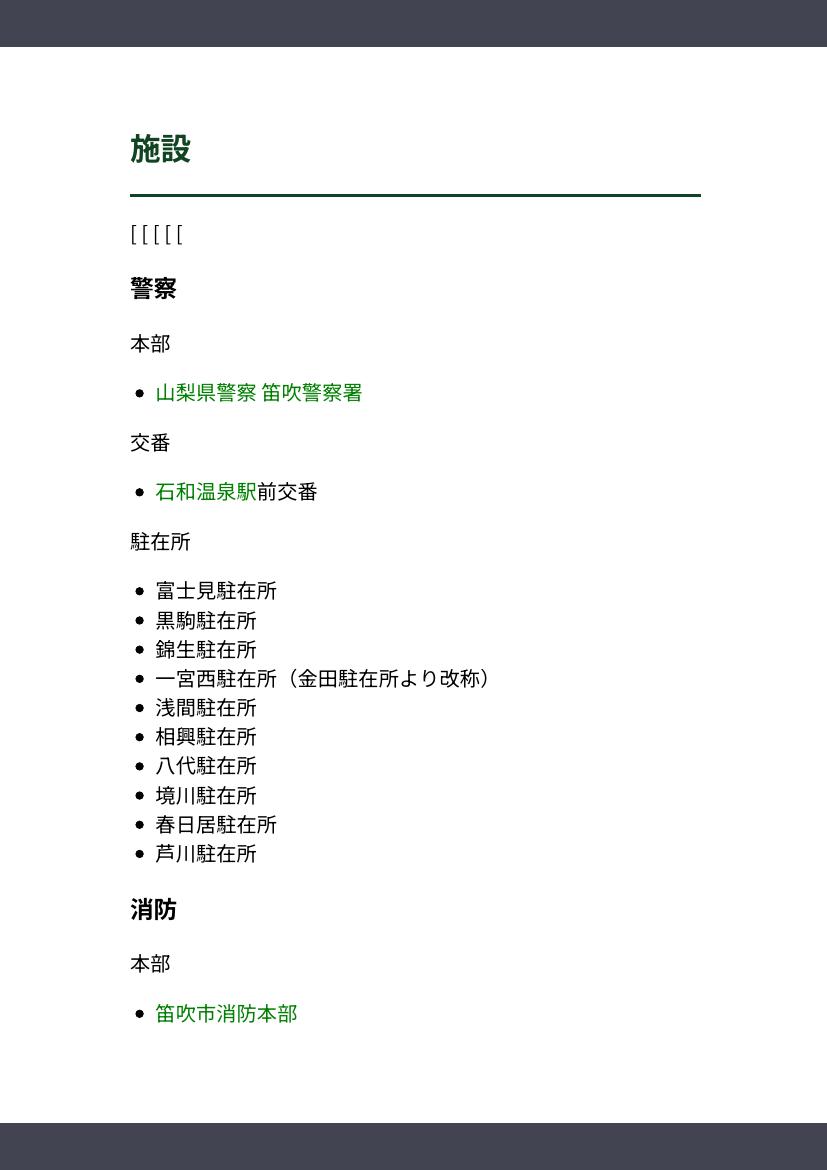 施設
[ [ [ [ [
警察
本部
山梨県警察 笛吹警察署
交番
石和温泉駅前交番
駐在所
富士見駐在所
黒駒駐在所
錦生駐在所
一宮西駐在所（金田駐在所より改称）
浅間駐在所
相興駐在所
八代駐在所
境川駐在所
春日居駐在所
芦川駐在所
消防
本部
笛吹市消防本部